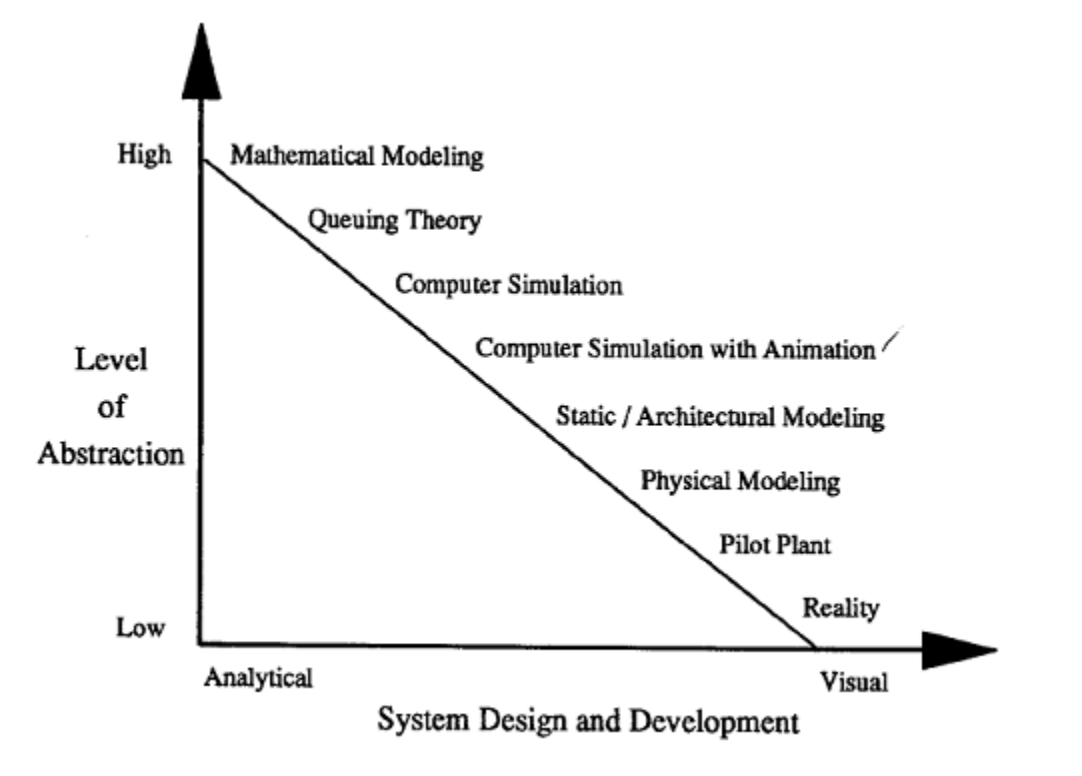 High
Mathematical Modeling
Queuing Theory
Computer Simulation
Computer Simulation with Animation
Level
of
Abstraction
Static / Architectural Modeling
Physical Modeling
Pilot Plant
Reality
Low
Analytical
Visual
System Design and Development